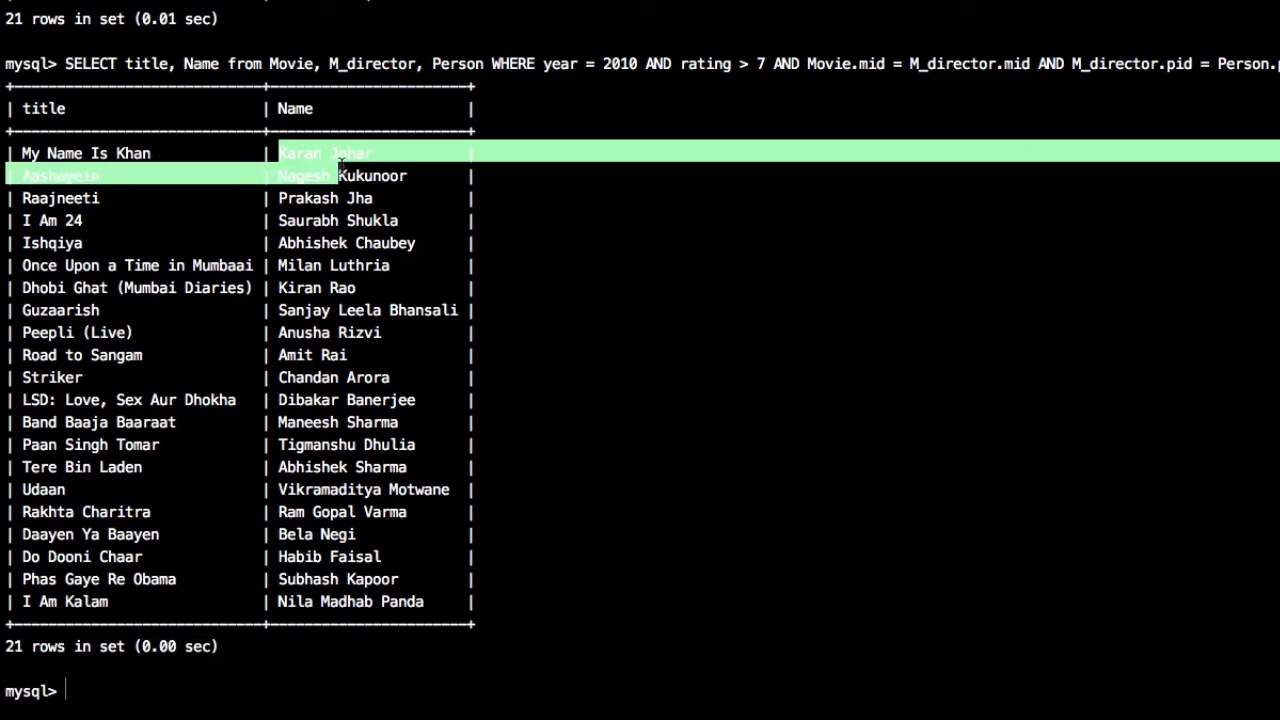 21 rows in set (0.01 sec)
mysql> SELECT title, Name from Movie, M_director, Person WHERE year = 2010 AND rating > 7 AND Movie.mid = M_director.mid AND M_director.pid = Person.p
+---------------------------+------------------------+
| title | Name |
+---------------------------+------------------------+
| My Name Is Khan | Karan Johar |
| Aashayein | Nagesh Kukunoor |
| Raajneeti | Prakash Jha |
| I Am 24 | Saurabh Shukla |
| Ishqiya | Abhishek Chaubey |
| Once Upon a Time in Mumbaai | Milan Luthria |
| Dhobi Ghat (Mumbai Diaries) | Kiran Rao |
| Guzaarish | Sanjay Leela Bhansali |
| Peepli (Live) | Anusha Rizvi |
| Road to Sangam | Amit Rai |
| Striker | Chandan Arora |
| LSD: Love, Sex Aur Dhokha | Dibakar Banerjee |
| Band Baaja Baaraat | Maneesh Sharma |
| Paan Singh Tomar | Tigmanshu Dhulia |
| Tere Bin Laden | Abhishek Sharma |
| Udaan | Vikramaditya Motwane |
| Rakhta Charitra | Ram Gopal Varma |
| Daayen Ya Baayen | Bela Negi |
| Do Dooni Chaar | Habib Faisal |
| Phas Gaye Re Obama | Subhash Kapoor |
| I Am Kalam | Nila Madhab Panda |
+---------------------------+------------------------+
21 rows in set (0.00 sec)
mysql>